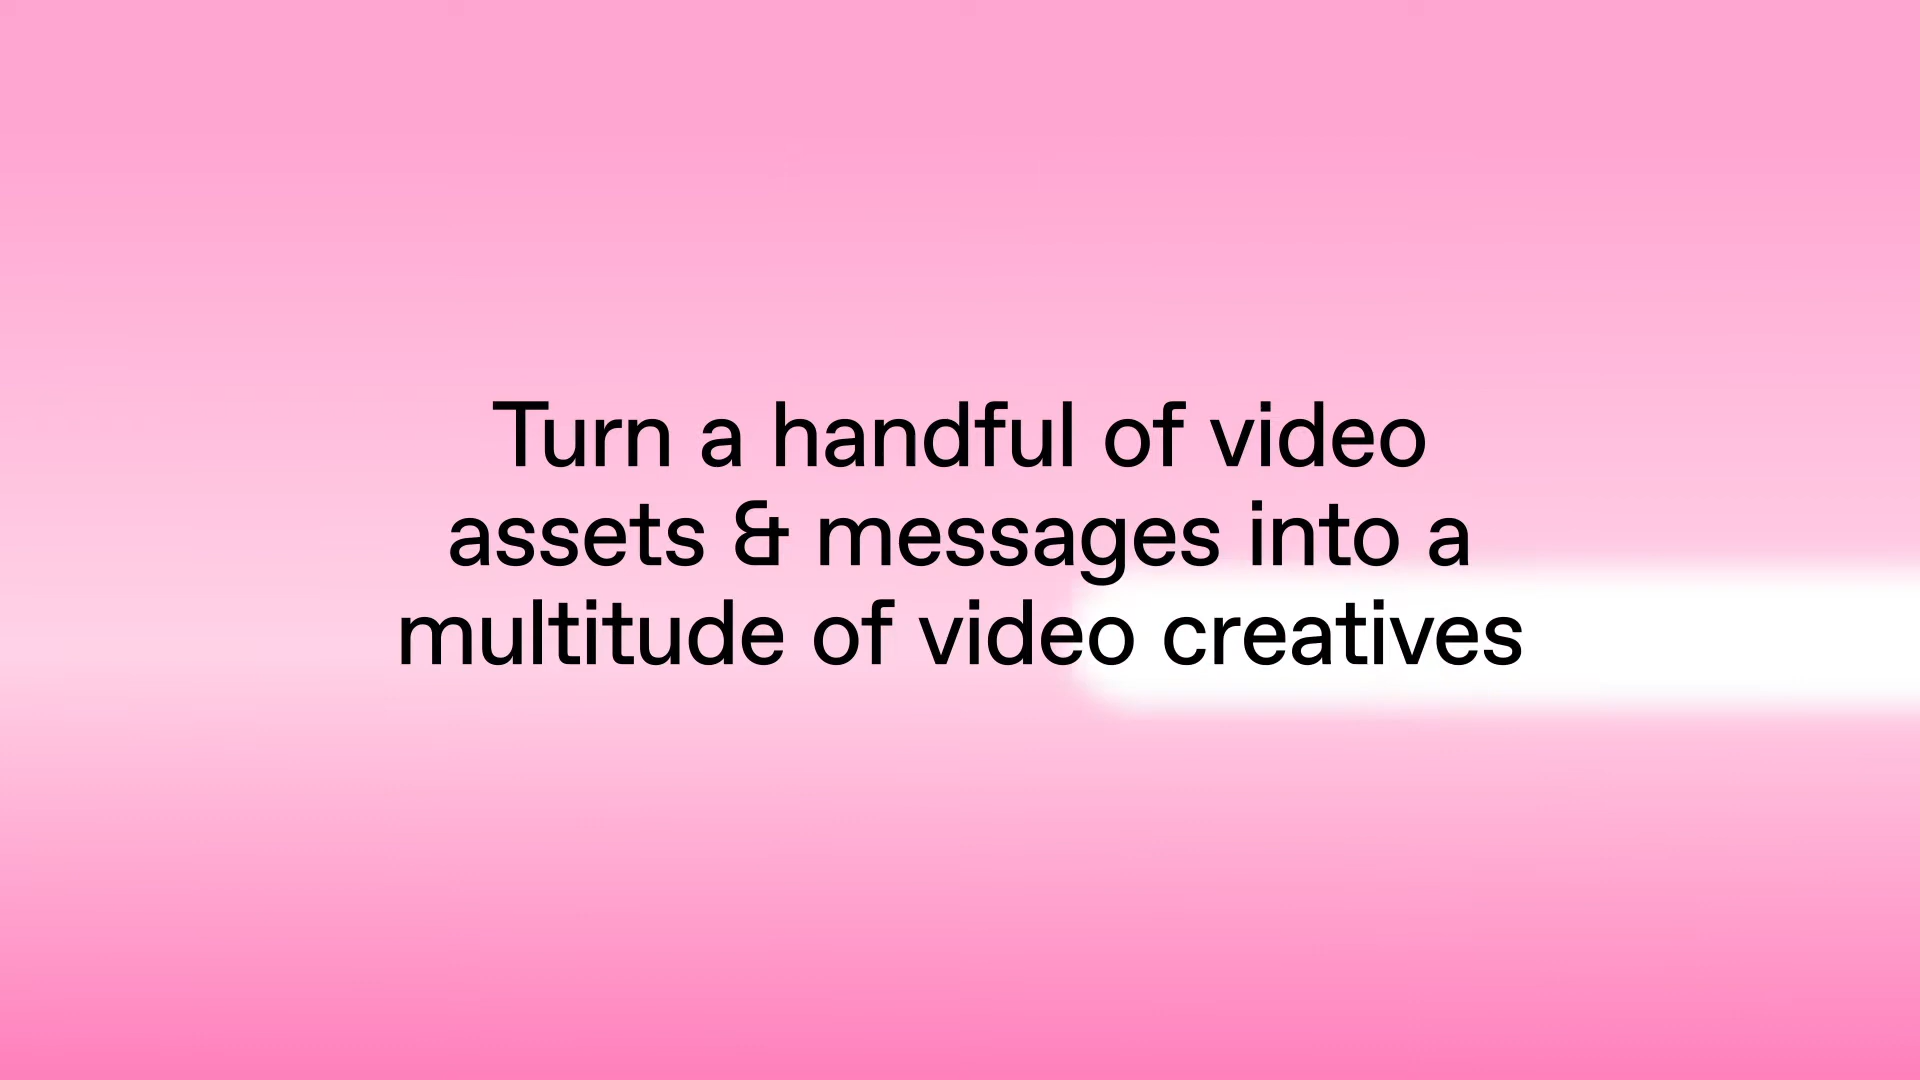 Turn a handful of video
assets & messages into a
multitude of video creatives